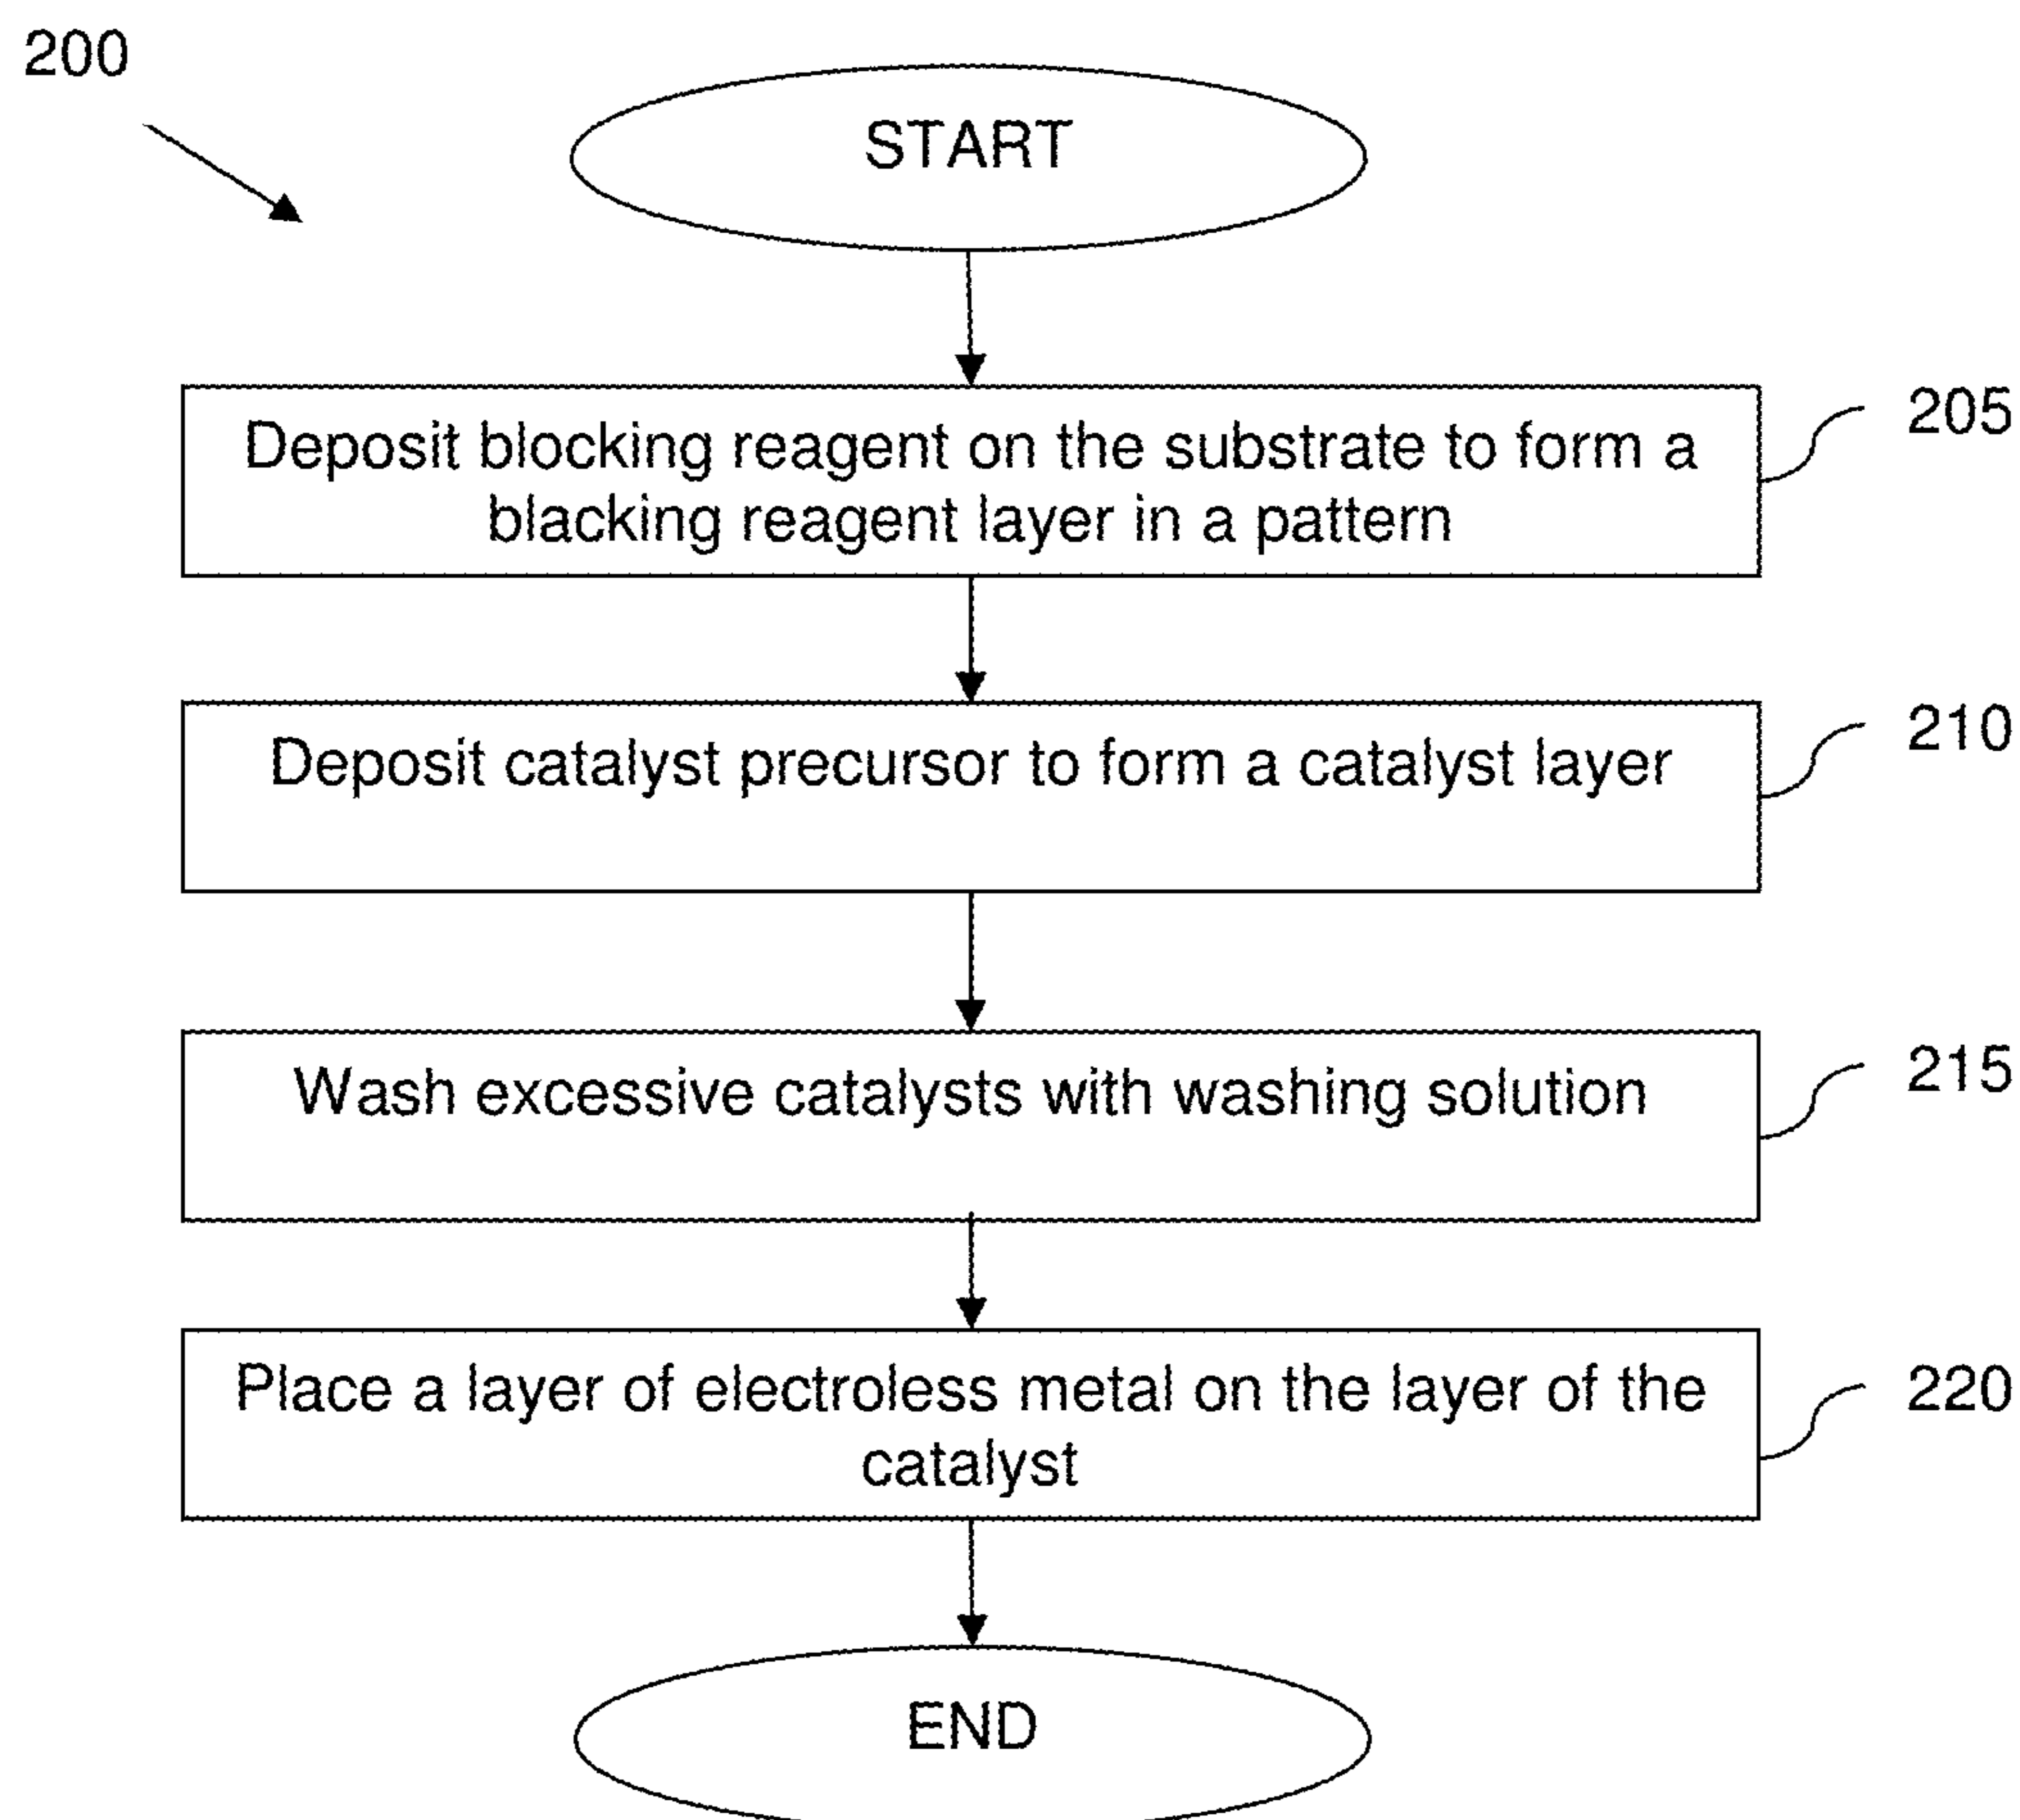 200
START
Deposit blocking reagent on the substrate to form a
blacking reagent layer in a pattern
205
Deposit catalyst precursor to form a catalyst layer
210
Wash excessive catalysts with washing solution
215
Place a layer of electroless metal on the layer of the
catalyst
220
END